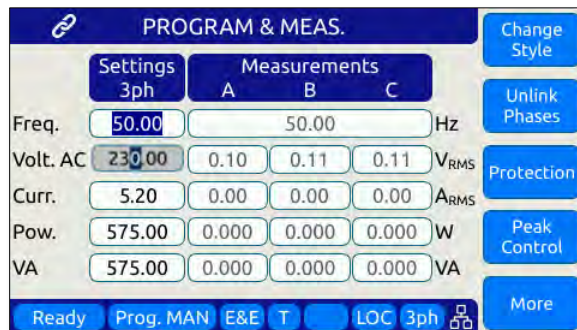 PROGRAM & MEAS.
Change
Style
Settings
3ph
Measurements
A B C
Unlink
Phases
Freq. 50.00 50.00 Hz
Volt. AC 230.00 0.10 0.11 0.11 VRMS
Protection
Curr. 5.20 0.00 0.00 0.00 ARMS
Pow. 575.00 0.000 0.000 0.000 W
Peak
Control
VA 575.00 0.000 0.000 0.000 VA
More
Ready Prog. MAN E&E T LOC 3ph